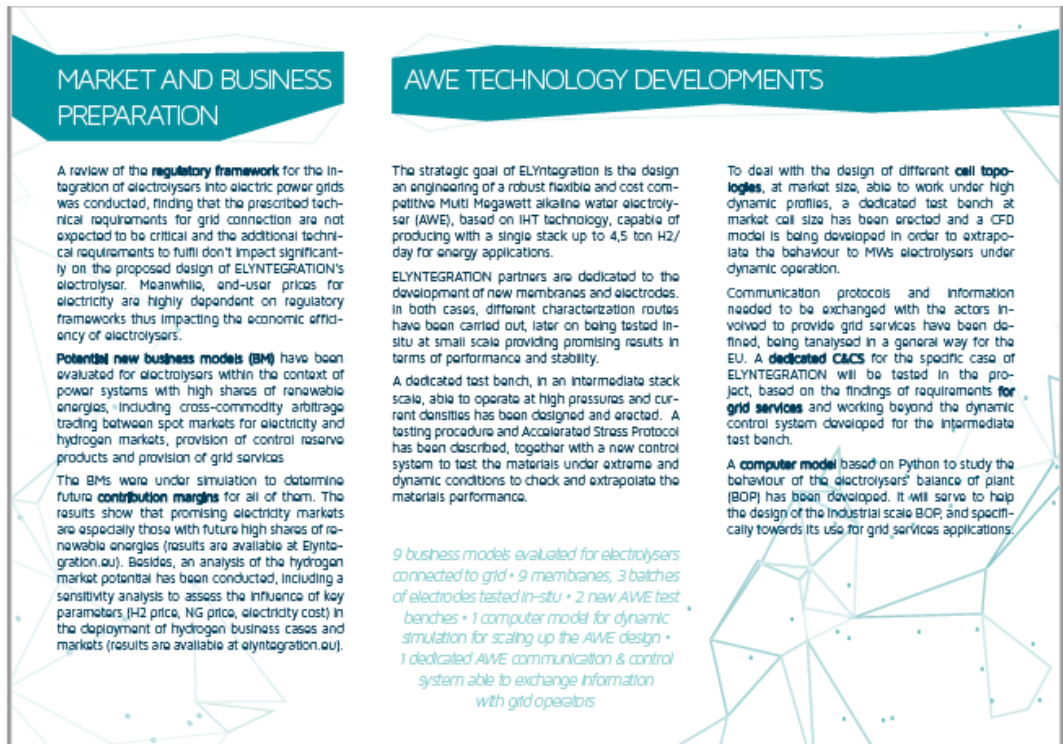 MARKET AND BUSINESS
PREPARATION
A review of the regulatory framework for the in-
tegration of electrolysers into electric power grids
was conducted, finding that the prescribed tech-
nical requirements for grid connection are not
expected to be critical and the additional techni-
cal requirements to fulfil don't impact significant-
ly on the proposed design of ELYNTEGRATION's
electrolyser. Meanwhile, end-user prices for
electricity are highly dependent on regulatory
frameworks thus impacting the economic effici-
ency of electrolysers.
Potential new business models (BM) have been
evaluated for electrolysers within the context of
power systems with high shares of renewable
energies, including cross-commodity arbitrage
trading between spot markets for electricity and
hydrogen markets, provision of control reserve
products and provision of grid services
The BMs were under simulation to determine
future contribution margins for all of them. The
results show that promising electricity markets
are especially those with future high shares of re-
newable energies (results are available at Elynte-
gration.eu). Besides, an analysis of the hydrogen
market potential has been conducted, including a
sensitivity analysis to assess the influence of key
parameters (H2 price, NG price, electricity cost) in
the deployment of hydrogen business cases and
markets (results are available at elyntegration.eu).
AWE TECHNOLOGY DEVELOPMENTS
The strategic goal of ELYntegration is the design
an engineering of a robust flexible and cost com-
petitive Multi Megawatt alkaline water electroly-
ser (AWE), based on IHT technology, capable of
producing with a single stack up to 4,5 ton H2/
day for energy applications.
ELYNTEGRATION partners are dedicated to the
development of new membranes and electrodes.
In both cases, different characterization routes
have been carried out, later on being tested in-
situ at small scale providing promising results in
terms of performance and stability.
A dedicated test bench, in an intermediate stack
scale, able to operate at high pressures and cur-
rent densities has been designed and erected. A
testing procedure and Accelerated Stress Protocol
has been described, together with a new control
system to test the materials under extreme and
dynamic conditions to check and extrapolate the
materials performance.
9 business models evaluated for electrolysers
connected to grid • 9 membranes, 3 batches
of electrodes tested in-situ • 2 new AWE test
benches • 1 computer model for dynamic
simulation for scaling up the AWE design •
1 dedicated AWE communication & control
system able to exchange information
with grid operators
To deal with the design of different cell topo-
logies, at market size, able to work under high
dynamic profiles, a dedicated test bench at
market cell size has been erected and a CFD
model is being developed in order to extrapo-
late the behaviour to MWs electrolysers under
dynamic operation.
Communication protocols and information
needed to be exchanged with the actors in-
volved to provide grid services have been de-
fined, being tanalysed in a general way for the
EU. A dedicated C&CS for the specific case of
ELYNTEGRATION will be tested in the pro-
ject, based on the findings of requirements for
grid services and working beyond the dynamic
control system developed for the intermediate
test bench.
A computer model based on Python to study the
behaviour of the electrolysers' balance of plant
(BOP) has been developed. It will serve to help
the design of the industrial scale BOP, and specifi-
cally towards its use for grid services applications.